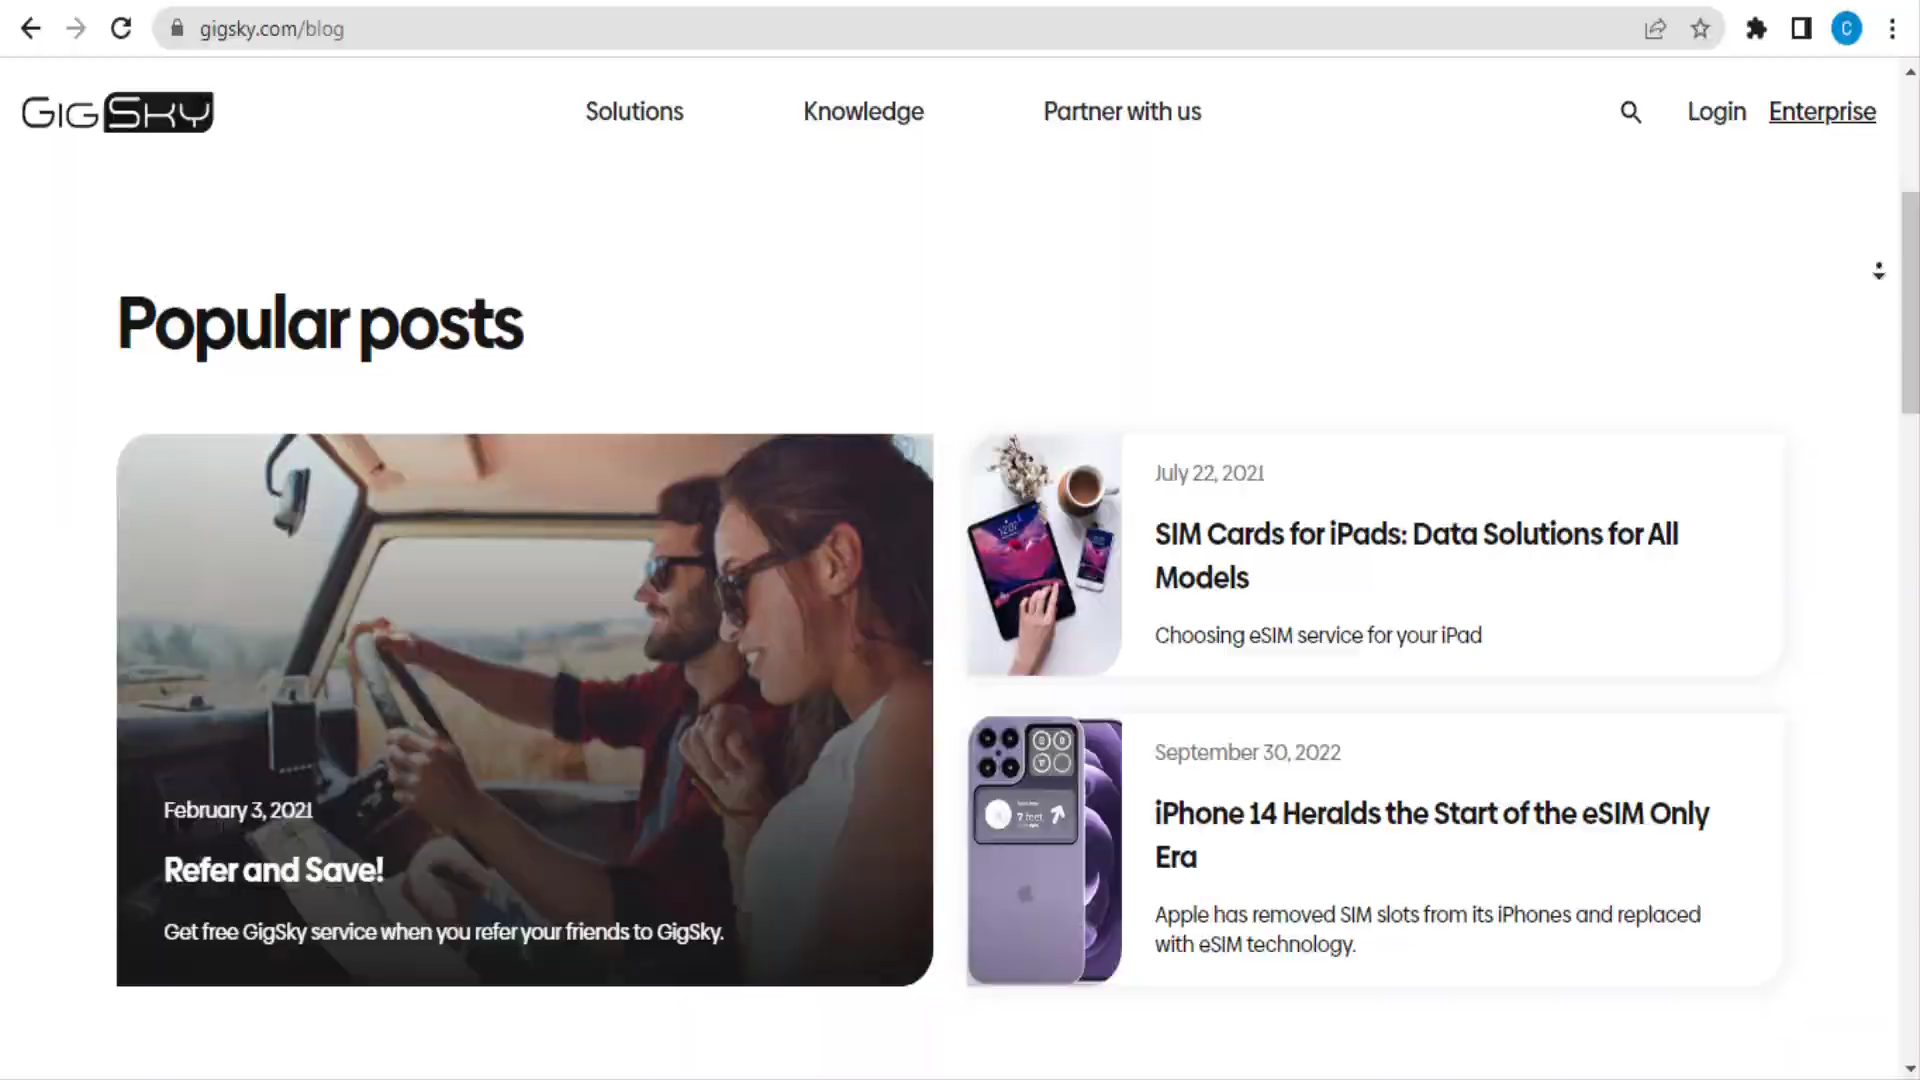 gigsky.com/blog
C
GIGSKY
Solutions
Knowledge
Partner with us
Login
Enterprise
Popular posts
February 3, 2021
Refer and Save!
Get free GigSky service when you refer your friends to GigSky.
July 22, 2021
SIM Cards for iPads: Data Solutions for All
Models
Choosing eSIM service for your iPad
7 feet
September 30, 2022
iPhone 14 Heralds the Start of the eSIM Only
Era
Apple has removed SIM slots from its iPhones and replaced
with eSIM technology.